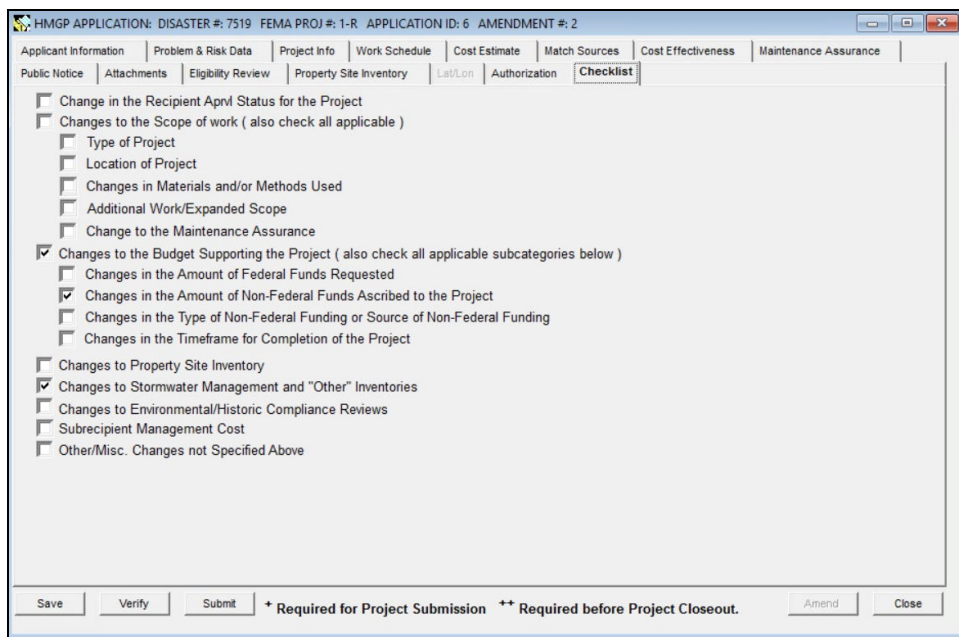 HMGP APPLICATION: DISASTER #: 7519 FEMA PROJ #: 1-R APPLICATION ID: 6 AMENDMENT #: 2
Applicant Information Problem & Risk Data Project Info Work Schedule Cost Estimate Match Sources Cost Effectiveness Maintenance Assurance
Public Notice Attachments Eligibility Review Property Site Inventory Lat/Lon Authorization Checklist
Change in the Recipient Aprvl Status for the Project
Changes to the Scope of work ( also check all applicable )
Type of Project
Location of Project
Changes in Materials and/or Methods Used
Additional Work/Expanded Scope
Change to the Maintenance Assurance
Changes to the Budget Supporting the Project ( also check all applicable subcategories below )
Changes in the Amount of Federal Funds Requested
Changes in the Amount of Non-Federal Funds Ascribed to the Project
Changes in the Type of Non-Federal Funding or Source of Non-Federal Funding
Changes in the Timeframe for Completion of the Project
Changes to Property Site Inventory
Changes to Stormwater Management and "Other" Inventories
Changes to Environmental/Historic Compliance Reviews
Subrecipient Management Cost
Other/Misc. Changes not Specified Above
Save Verify Submit + Required for Project Submission ++ Required before Project Closeout. Amend Close